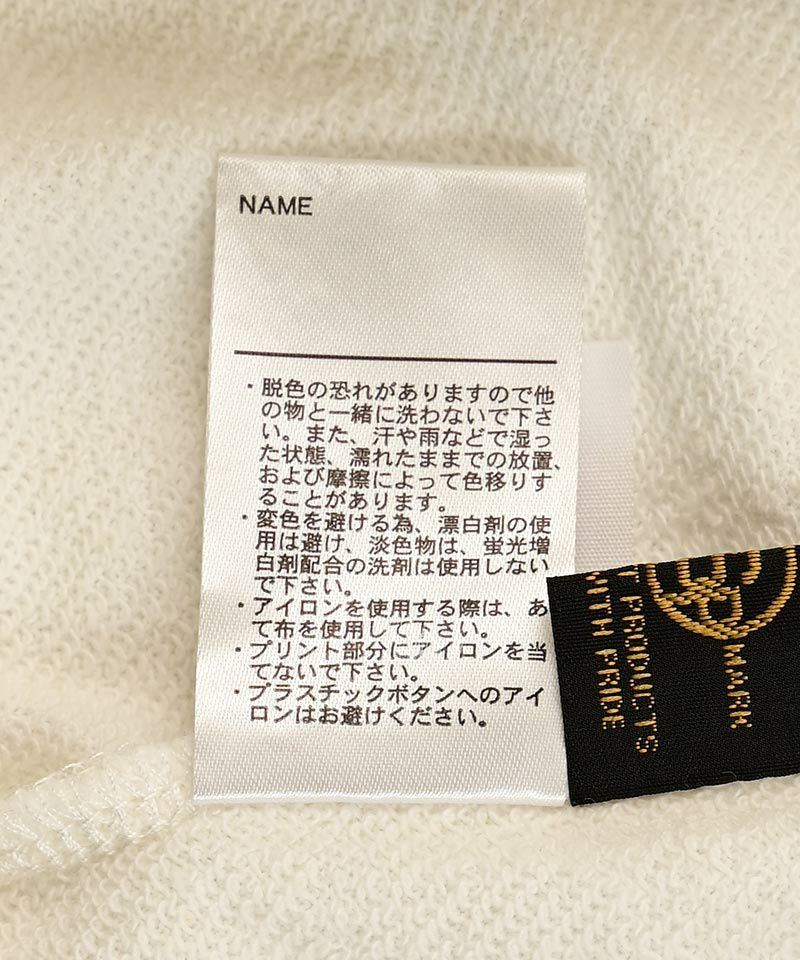 NAME
・脱色の恐れがありますので他
の物と一緒に洗わないで下さ
い。また、汗や雨などで湿っ
た状態、濡れたままでの放置、
および摩擦によって色移りす
ることがあります。
・変色を避ける為、漂白剤の使
用は避け、淡色物は、蛍光増
白剤配合の洗剤は使用しない
で下さい。
・アイロンを使用する際は、あ
て布を使用して下さい。
・プリント部分にアイロンを当
てないで下さい。
・プラスチックボタンへのアイ
ロンはお避けください。
MARK
PRODUCTS
WITH PRIDE